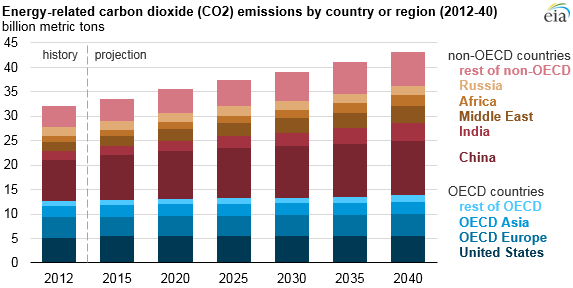 Energy-related carbon dioxide (CO2) emissions by country or region (2012-40)
billion metric tons
eia
45
40
35
30
25
20
15
10
5
0
history
projection
2012
2015
2020
2025
2030
2035
2040
non-OECD countries
rest of non-OECD
Russia
Africa
Middle East
India
China
OECD countries
rest of OECD
OECD Asia
OECD Europe
United States